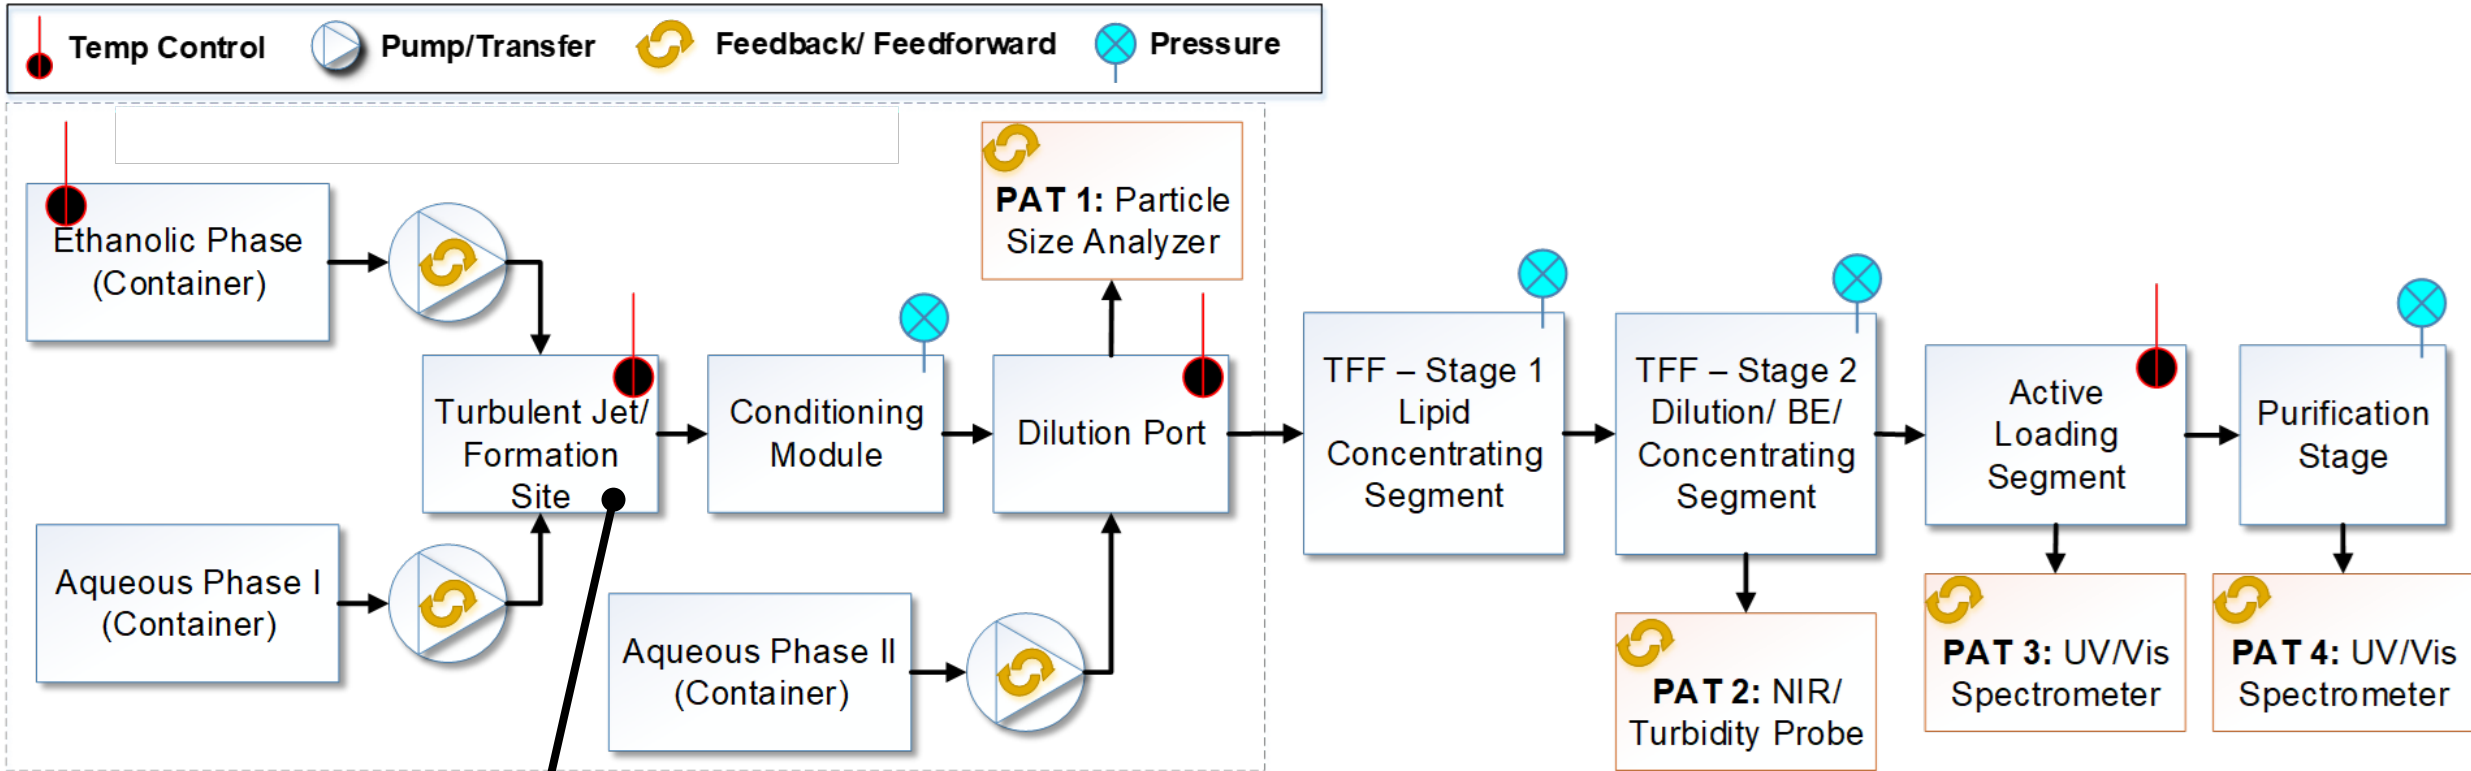 Temp Control
Pump/Transfer
Feedback/ Feedforward
Pressure
Ethanolic Phase
(Container)
PAT 1: Particle
Size Analyzer
Turbulent Jet/
Formation
Site
Conditioning
Module
Dilution Port
TFF – Stage 1
Lipid
Concentrating
Segment
TFF – Stage 2
Dilution/ BE/
Concentrating
Segment
Active
Loading
Segment
Purification
Stage
Aqueous Phase I
(Container)
Aqueous Phase II
(Container)
PAT 2: NIR/
Turbidity Probe
PAT 3: UV/Vis
Spectrometer
PAT 4: UV/Vis
Spectrometer